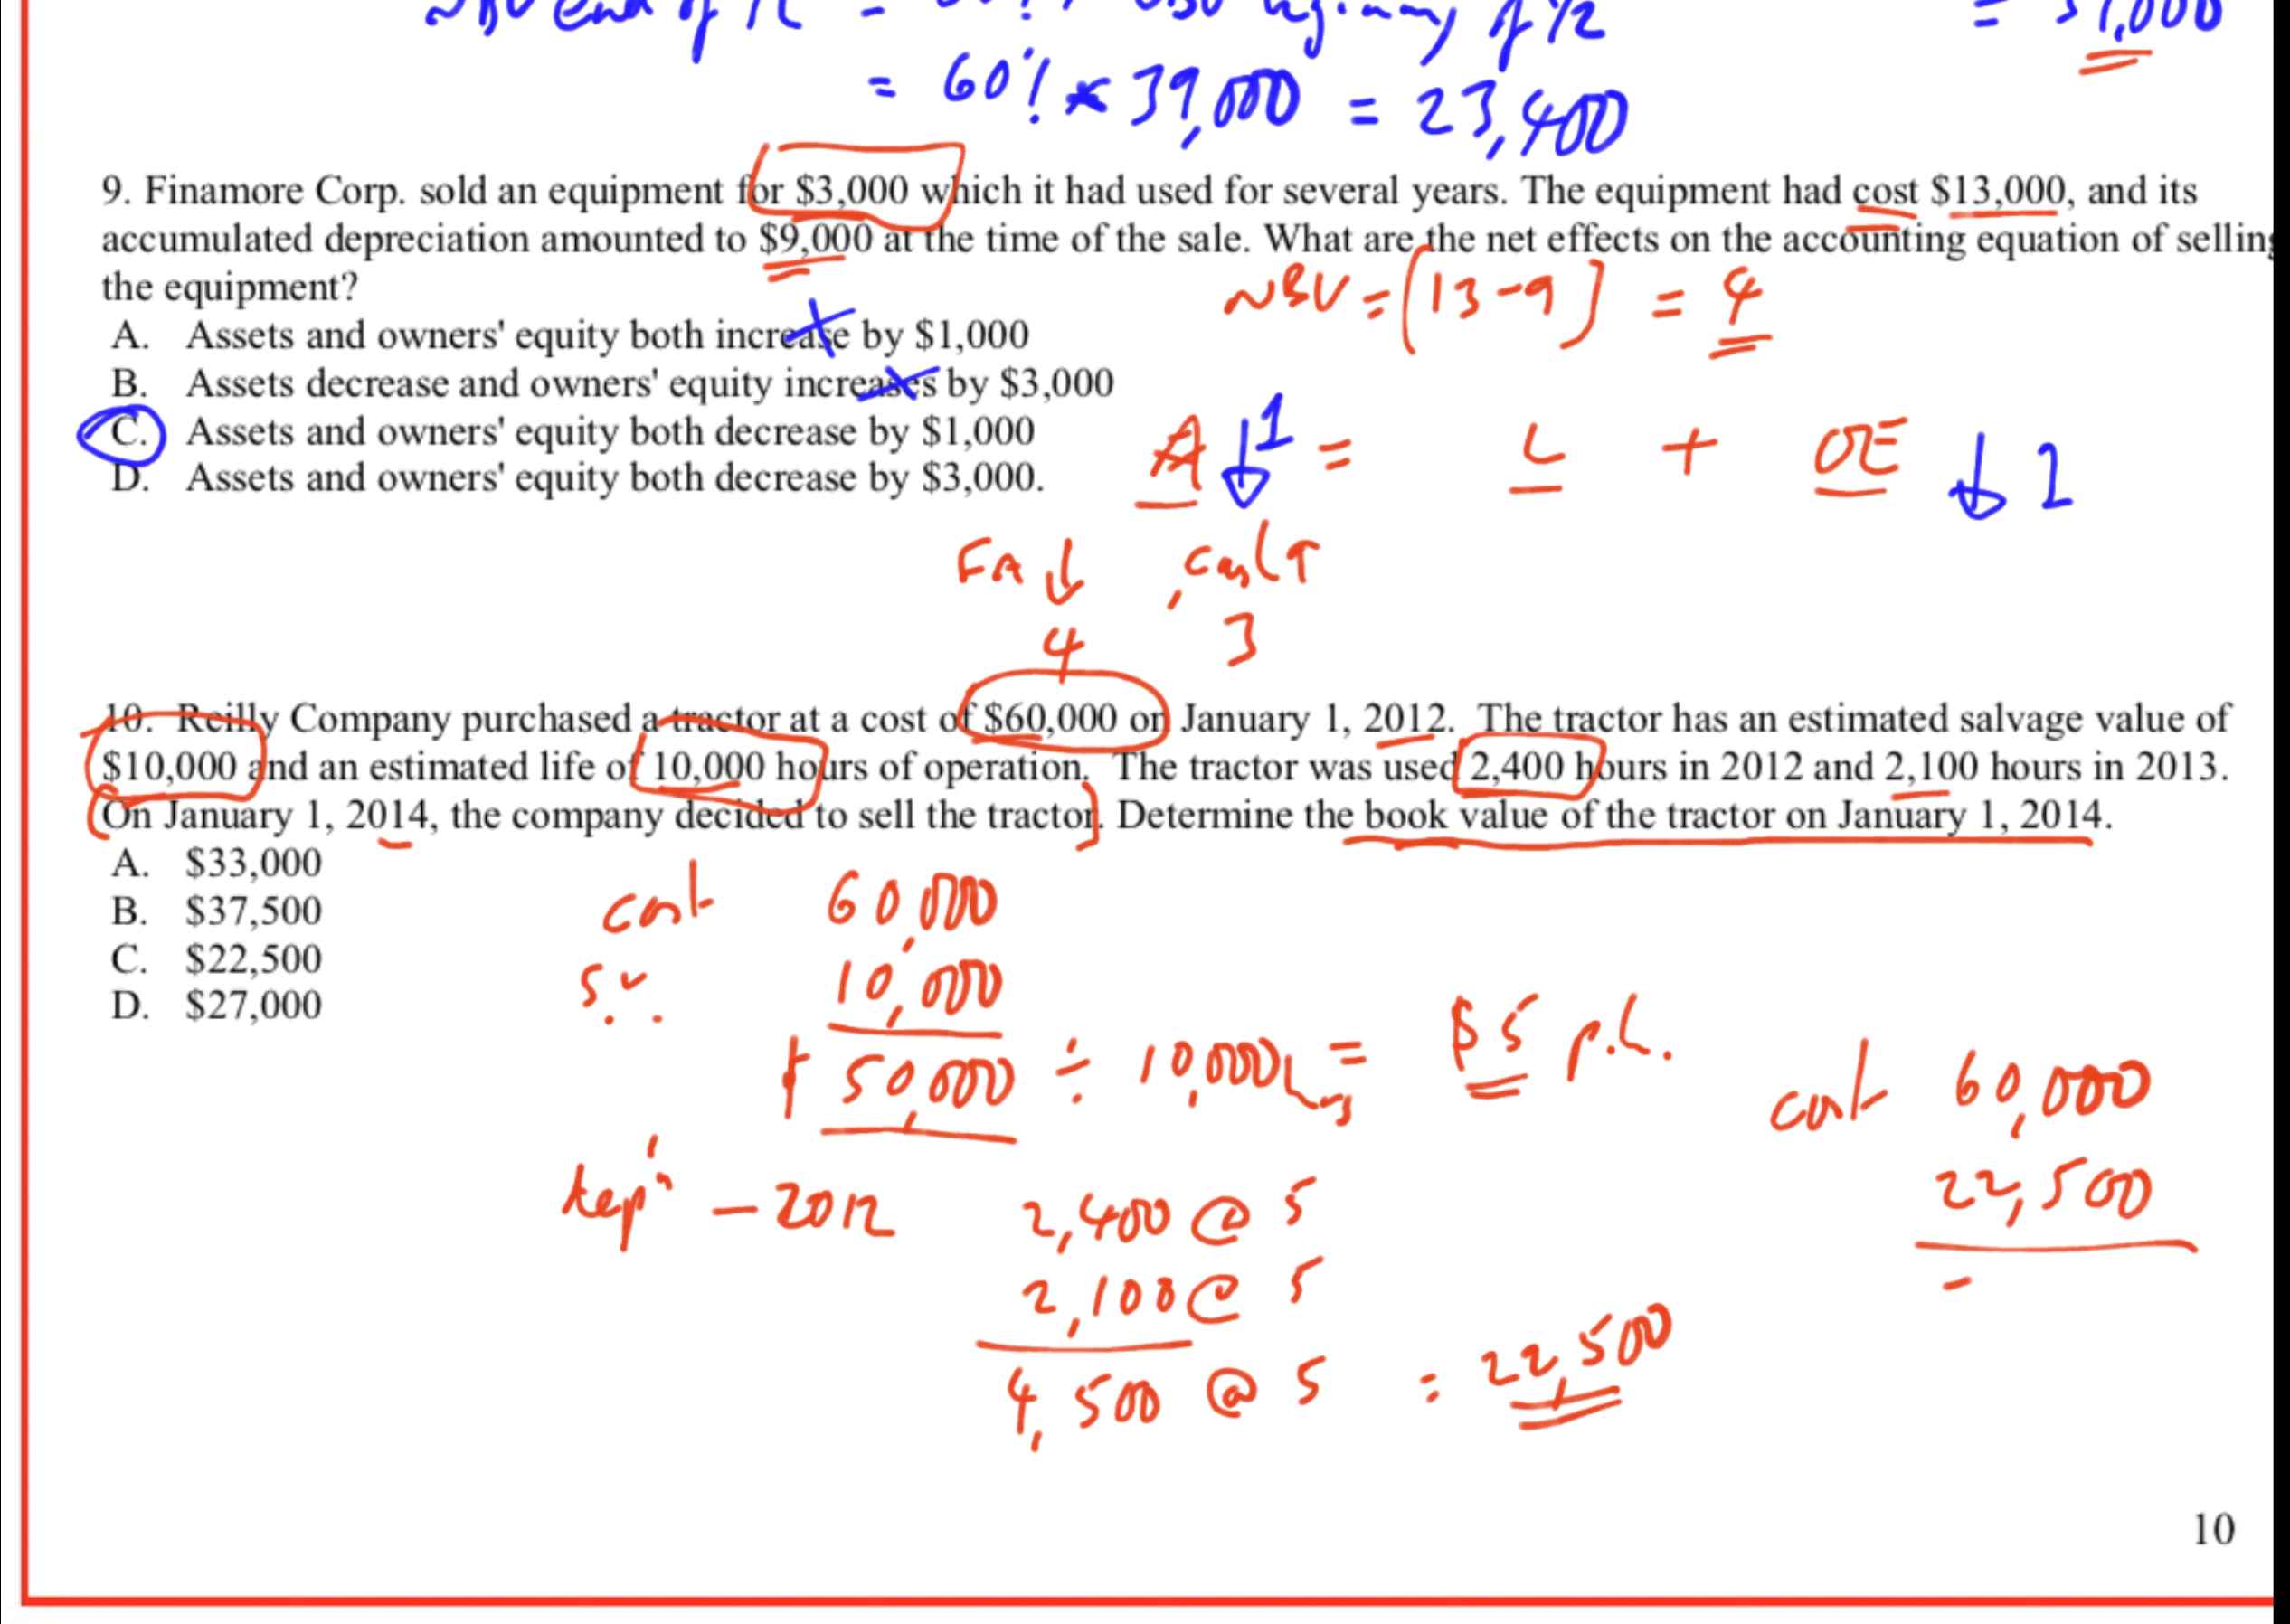 end of
= 60% * 39,000 = 23,400
9. Finamore Corp. sold an equipment for $3,000 which it had used for several years. The equipment had cost $13,000, and its
accumulated depreciation amounted to $9,000 at the time of the sale. What are the net effects on the accounting equation of selling
the equipment?
NBV = (13-9) = 4
A. Assets and owners' equity both increase by $1,000
B. Assets decrease and owners' equity increases by $3,000
C. Assets and owners' equity both decrease by $1,000
D. Assets and owners' equity both decrease by $3,000.
A ↓ 1 = L + OE ↓ 1
FA ↓ , cash ↑
4 3
10. Reilly Company purchased a tractor at a cost of $60,000 on January 1, 2012. The tractor has an estimated salvage value of
$10,000 and an estimated life of 10,000 hours of operation. The tractor was used 2,400 hours in 2012 and 2,100 hours in 2013.
On January 1, 2014, the company decided to sell the tractor. Determine the book value of the tractor on January 1, 2014.
A. $33,000
B. $37,500
C. $22,500
D. $27,000
cost 60,000
s.v. 10,000
$ 50,000 ÷ 10,000 hrs = $5 p.h.
cost 60,000
22,500
-
dep'n - 2012 2,400 @ 5
2,100 @ 5
4,500 @ 5 = 22,500
10